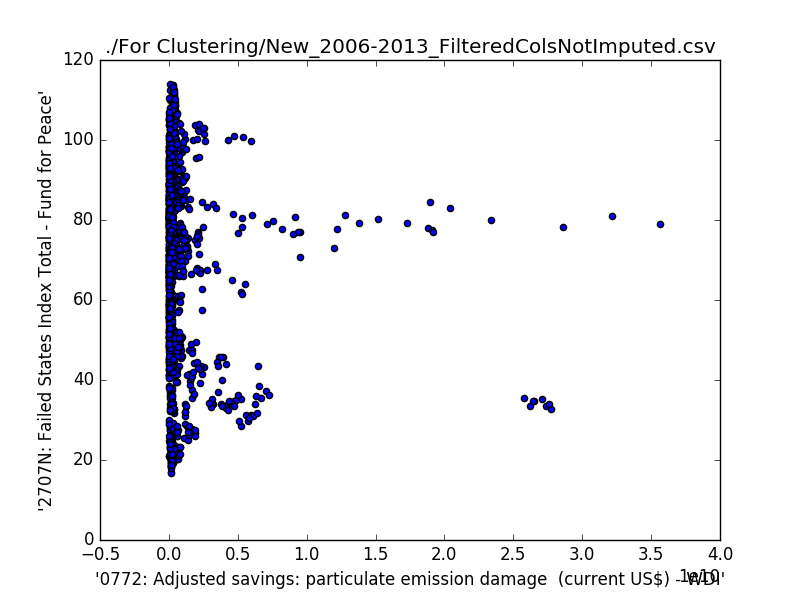 ./For Clustering/New_2006-2013_FilteredColsNotImputed.csv
120
100
80
60
40
20
0
'2707N: Failed States Index Total - Fund for Peace'
−0.5 0.0 0.5 1.0 1.5 2.0 2.5 3.0 3.5 4.0
1e10
'0772: Adjusted savings: particulate emission damage  (current US$) - WDI'